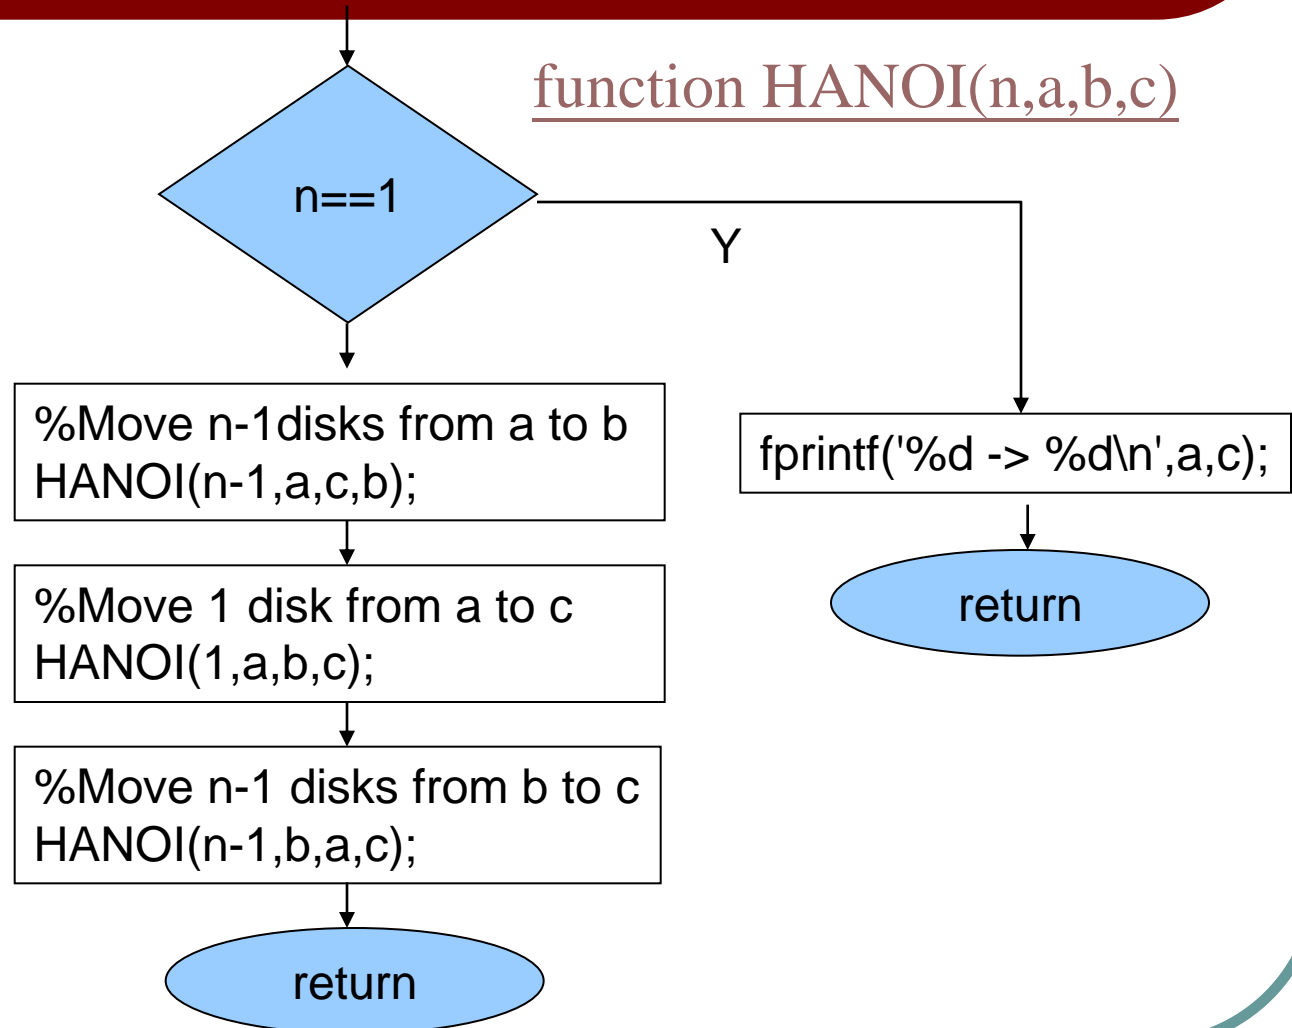 function HANOI(n,a,b,c)
n==1
Y
%Move n-1disks from a to b
HANOI(n-1,a,c,b);
fprintf('%d -> %d\n',a,c);
%Move 1 disk from a to c
HANOI(1,a,b,c);
return
%Move n-1 disks from b to c
HANOI(n-1,b,a,c);
return